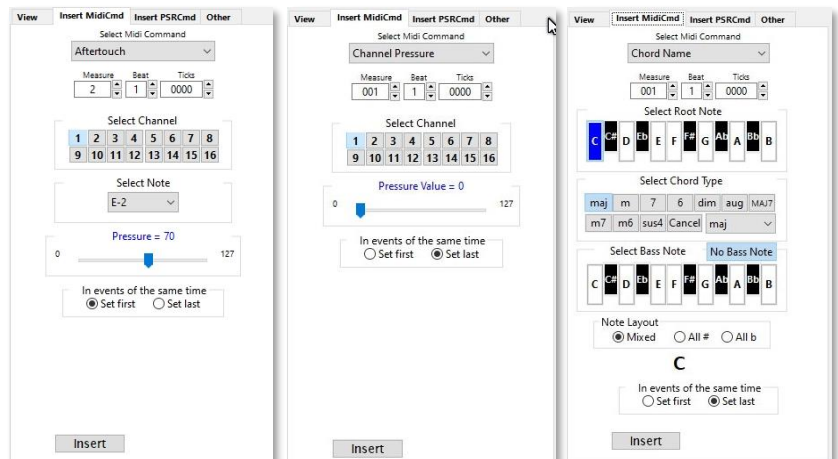 View Insert MidiCmd Insert PSRCmd Other
Select Midi Command
Aftertouch
Measure Beat Ticks
2 1 0000
Select Channel
1 2 3 4 5 6 7 8
9 10 11 12 13 14 15 16
Select Note
E-2
Pressure = 70
0 127
In events of the same time
Set first Set last
Insert
View Insert MidiCmd Insert PSRCmd Other
Select Midi Command
Channel Pressure
Measure Beat Ticks
001 1 0000
Select Channel
1 2 3 4 5 6 7 8
9 10 11 12 13 14 15 16
Pressure Value = 0
0 127
In events of the same time
Set first Set last
Insert
View Insert MidiCmd Insert PSRCmd Other
Select Midi Command
Chord Name
Measure Beat Ticks
001 1 0000
Select Root Note
C C# D Eb E F F# G Ab A Bb B
Select Chord Type
maj m 7 6 dim aug MAJ7
m7 m6 sus4 Cancel maj
Select Bass Note No Bass Note
C C# D Eb E F F# G Ab A Bb B
Note Layout
Mixed All # All b
C
In events of the same time
Set first Set last
Insert